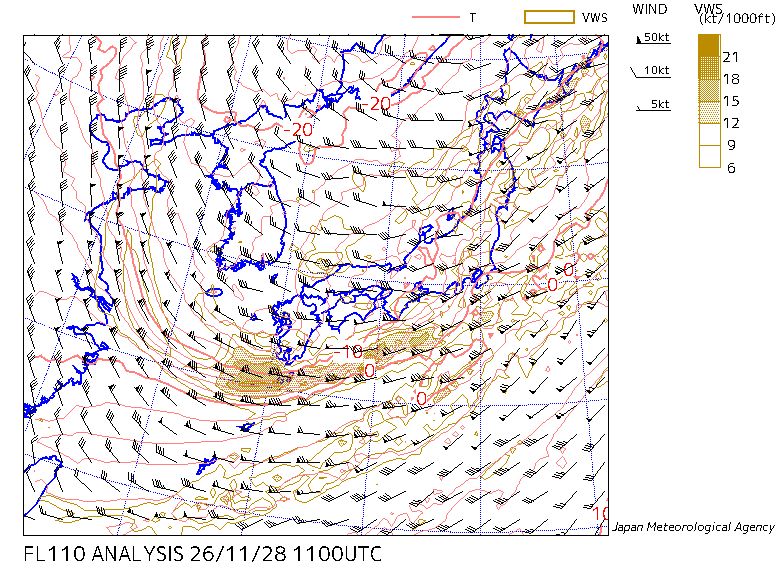 T
VWS
WIND
VWS
(kt/1000ft)
50kt
10kt
5kt
21
18
15
12
9
6
-20
-20
-10
0
0
0
0
10
Japan Meteorological Agency
FL110 ANALYSIS 26/11/28 1100UTC